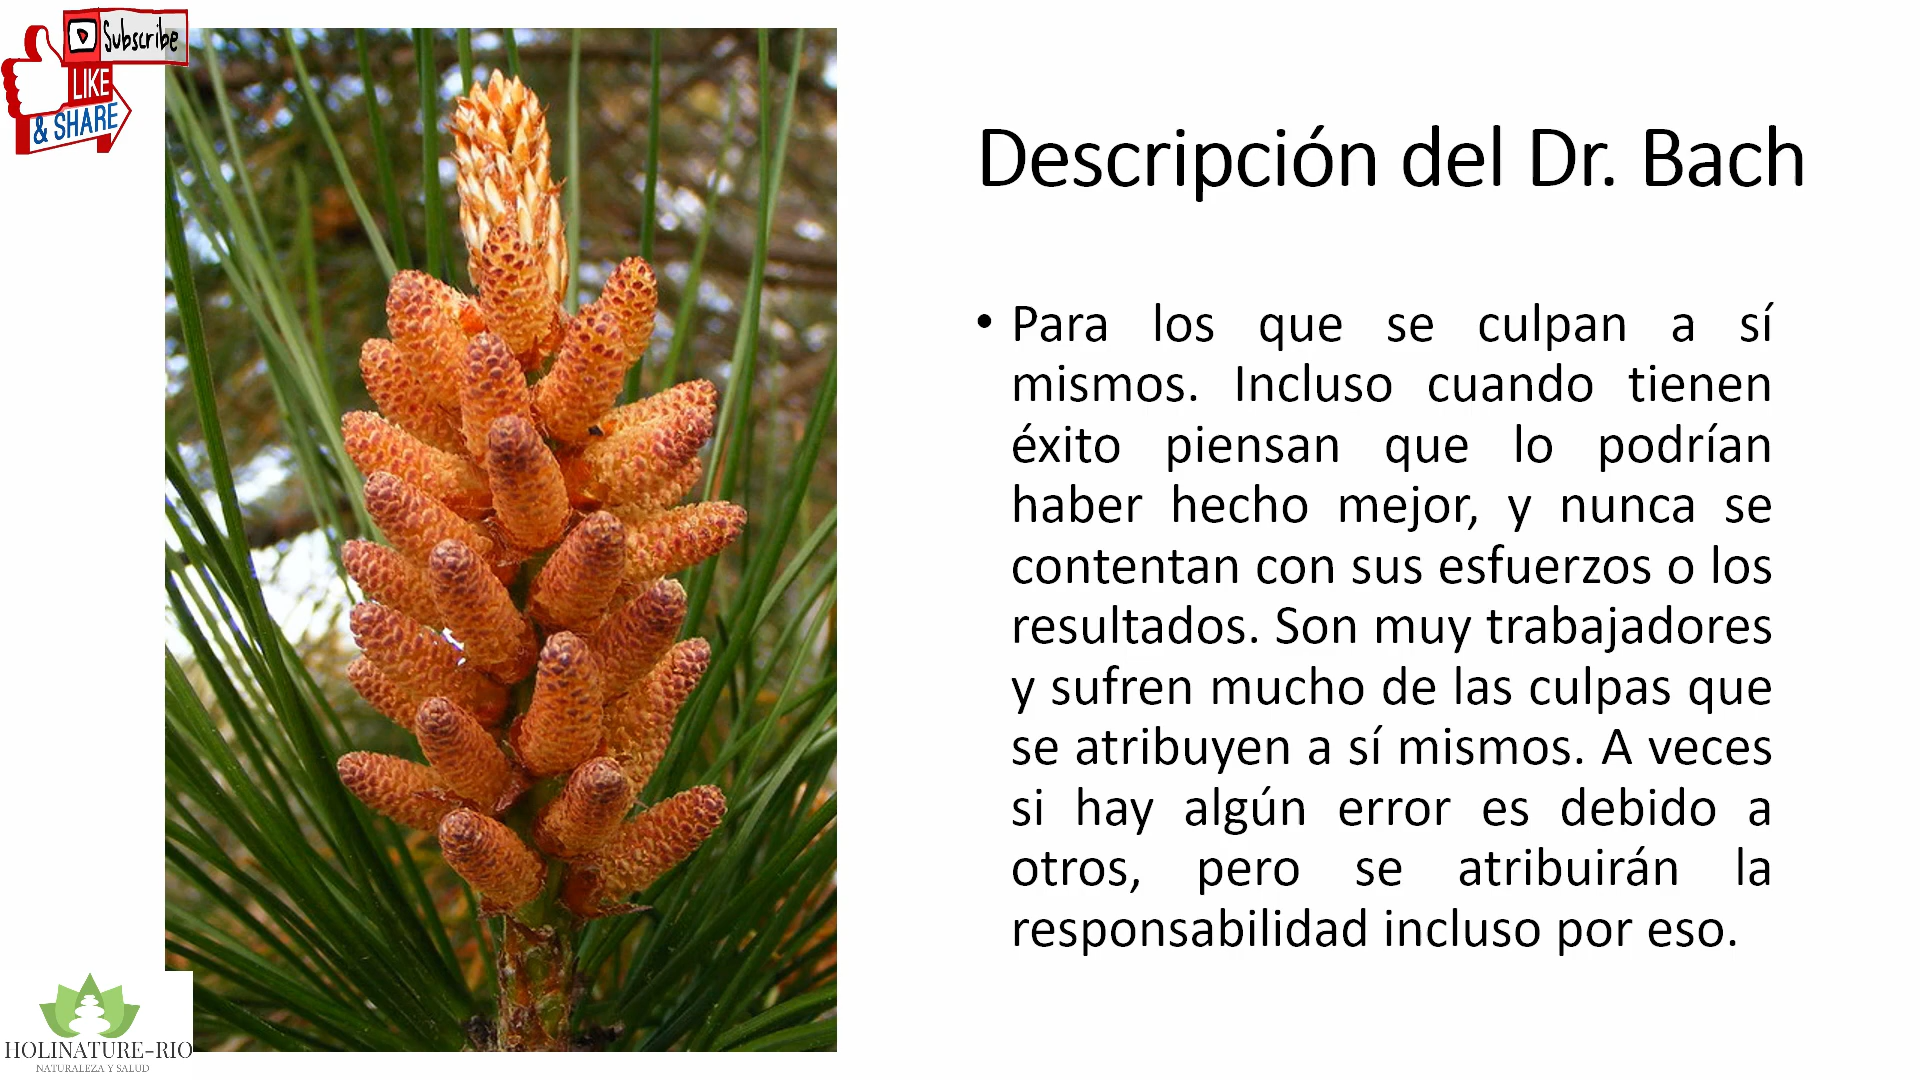 Subscribe
LIKE
& SHARE
Descripción del Dr. Bach
• Para los que se culpan a sí
mismos. Incluso cuando tienen
éxito piensan que lo podrían
haber hecho mejor, y nunca se
contentan con sus esfuerzos o los
resultados. Son muy trabajadores
y sufren mucho de las culpas que
se atribuyen a sí mismos. A veces
si hay algún error es debido a
otros, pero se atribuirán la
responsabilidad incluso por eso.
HOLINATURE-RIO
NATURALEZA Y SALUD